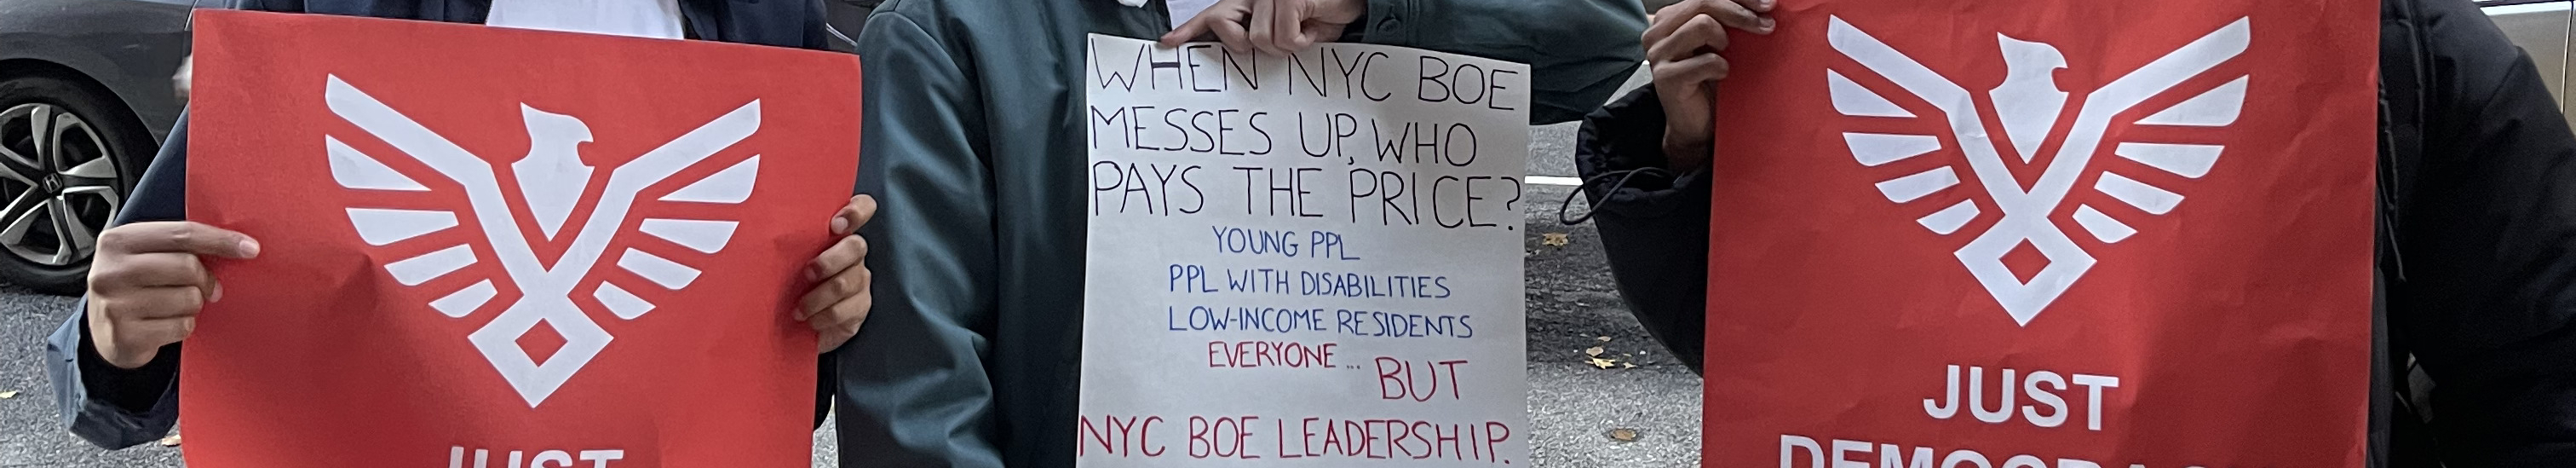 JUST
WHEN NYC BOE
MESSES UP, WHO
PAYS THE PRICE?
YOUNG PPL
PPL WITH DISABILITIES
LOW-INCOME RESIDENTS
EVERYONE... BUT
NYC BOE LEADERSHIP.
JUST